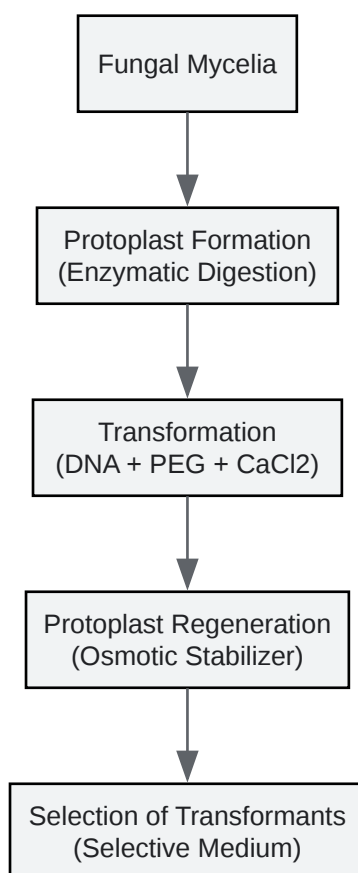 Fungal Mycelia
Protoplast Formation
(Enzymatic Digestion)
Transformation
(DNA + PEG + CaCl2)
Protoplast Regeneration
(Osmotic Stabilizer)
Selection of Transformants
(Selective Medium)